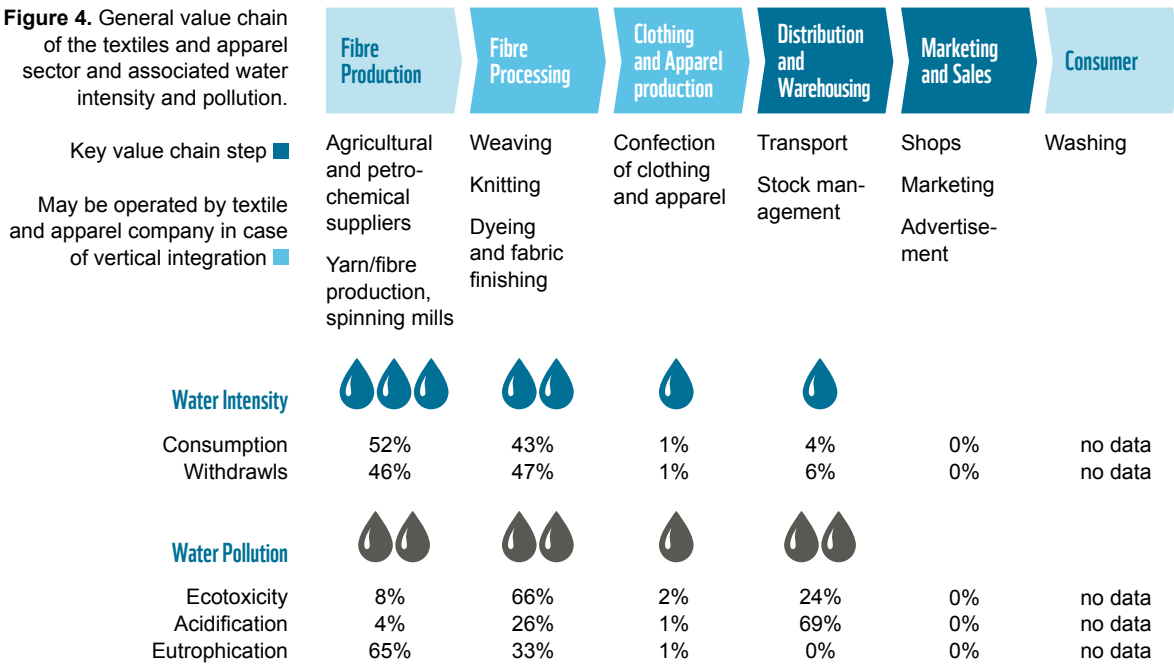 Figure 4. General value chain
of the textiles and apparel
sector and associated water
intensity and pollution.
Key value chain step
May be operated by textile
and apparel company in case
of vertical integration
Fibre
Production
Fibre
Processing
Clothing
and Apparel
production
Distribution
and
Warehousing
Marketing
and Sales
Consumer
Agricultural
and petro-
chemical
suppliers
Yarn/fibre
production,
spinning mills
Weaving
Knitting
Dyeing
and fabric
finishing
Confection
of clothing
and apparel
Transport
Stock man-
agement
Shops
Marketing
Advertise-
ment
Washing
Water Intensity
Consumption 52% 43% 1% 4% 0% no data
Withdrawls 46% 47% 1% 6% 0% no data
Water Pollution
Ecotoxicity 8% 66% 2% 24% 0% no data
Acidification 4% 26% 1% 69% 0% no data
Eutrophication 65% 33% 1% 0% 0% no data